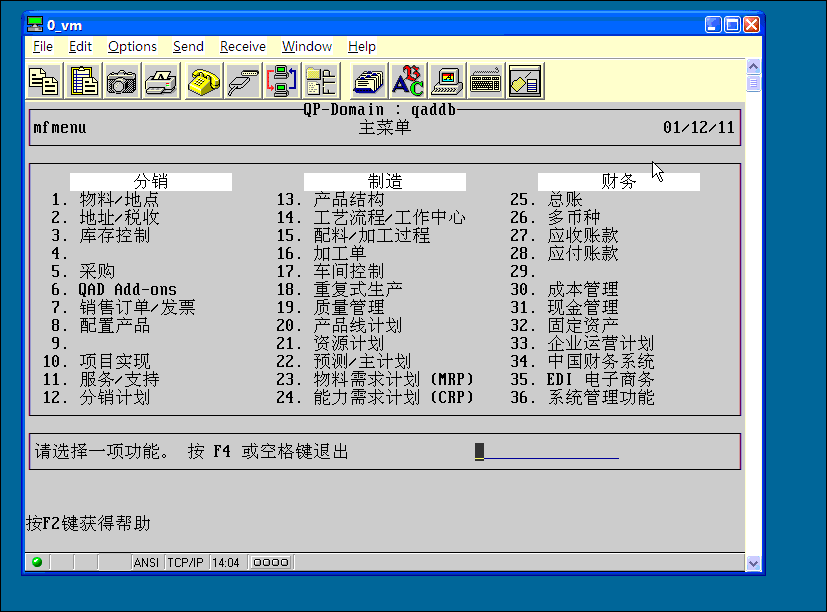 0_vm
File Edit Options Send Receive Window Help
QP-Domain : qaddb
mfmenu 主菜单 01/12/11
分销 制造 财务
1. 物料/地点 13. 产品结构 25. 总账
2. 地址/税收 14. 工艺流程/工作中心 26. 多币种
3. 库存控制 15. 配料/加工过程 27. 应收账款
4. 16. 加工单 28. 应付账款
5. 采购 17. 车间控制 29.
6. QAD Add-ons 18. 重复式生产 30. 成本管理
7. 销售订单/发票 19. 质量管理 31. 现金管理
8. 配置产品 20. 产品线计划 32. 固定资产
9. 21. 资源计划 33. 企业运营计划
10. 项目实现 22. 预测/主计划 34. 中国财务系统
11. 服务/支持 23. 物料需求计划 (MRP) 35. EDI 电子商务
12. 分销计划 24. 能力需求计划 (CRP) 36. 系统管理功能
请选择一项功能。 按 F4 或空格键退出
按F2键获得帮助
ANSI TCP/IP 14:04